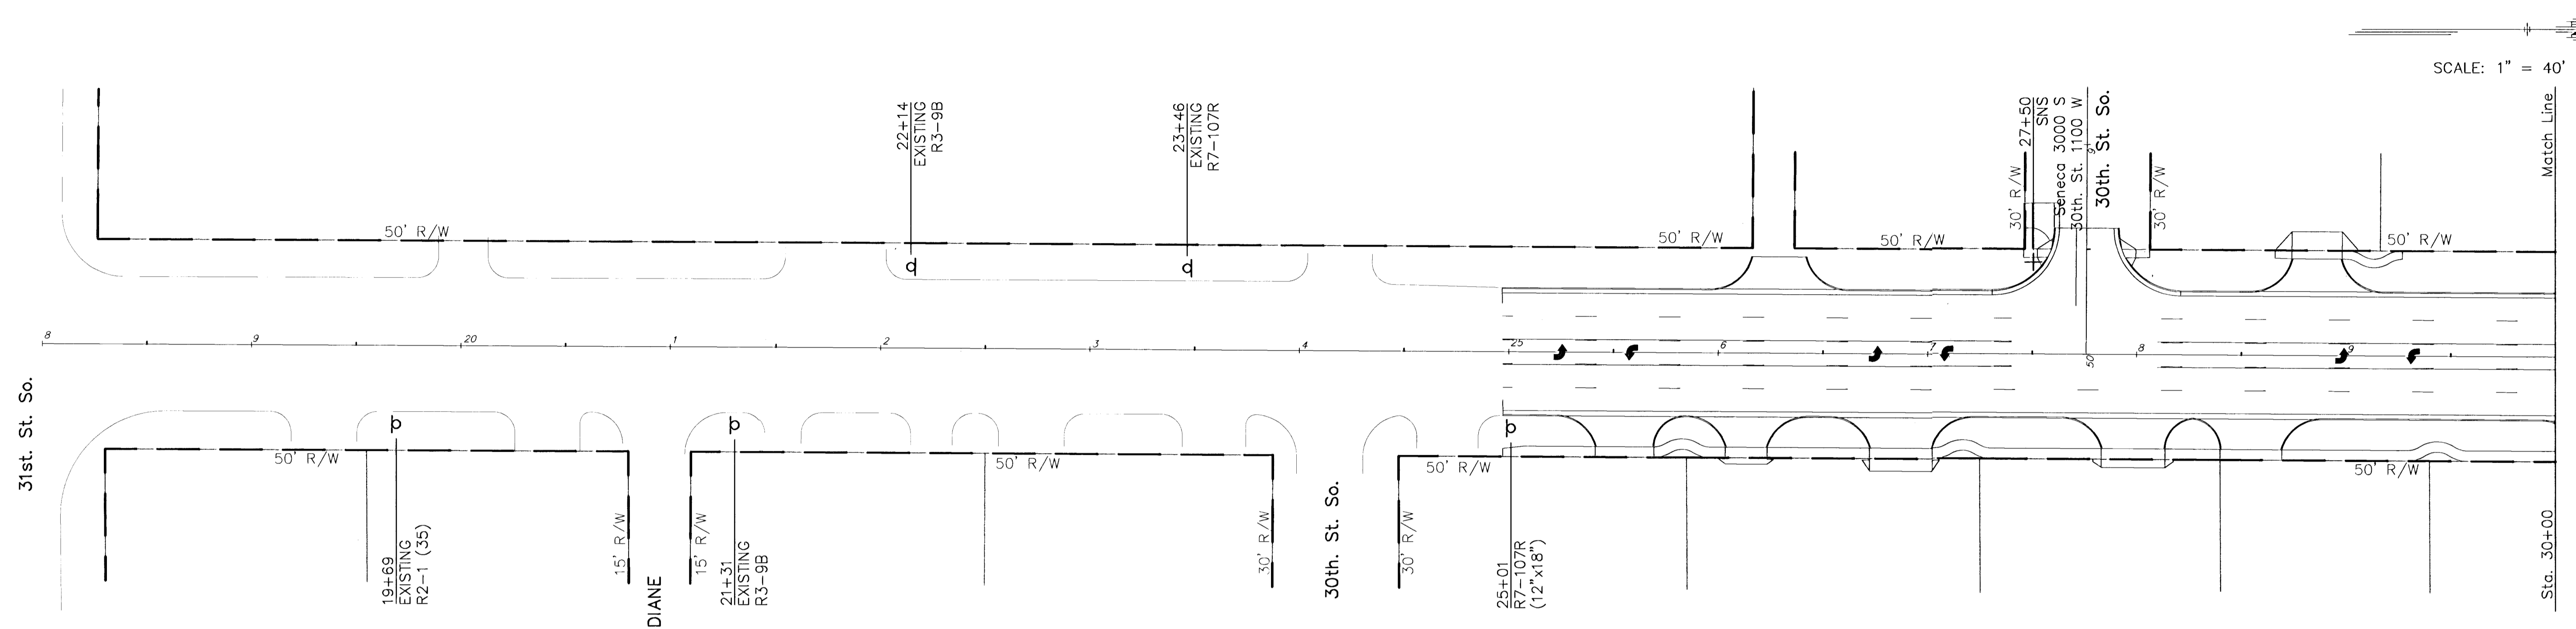 SCALE: 1" = 40'
22+14
EXISTING
R3-9B
23+46
EXISTING
R7-107R
27+50
SNS
Seneca 3000 S
30th. St. 1100 W
30th. St. So.
9
Match Line
30' R/W
30' R/W
50' R/W
50' R/W
50' R/W
50' R/W
8
9
20
1
2
3
4
25
6
7
8
9
50
31st. St. So.
50' R/W
50' R/W
50' R/W
50' R/W
19+69
EXISTING
R2-1 (35)
15' R/W
DIANE
15' R/W
21+31
EXISTING
R3-9B
30' R/W
30th. St. So.
30' R/W
25+01
R7-107R
(12"x18")
Sta. 30+00